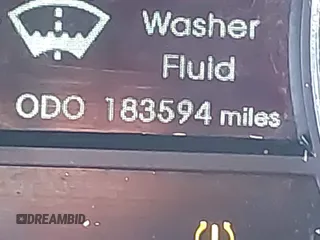 Washer
Fluid
ODO 183594 miles
DREAMBID